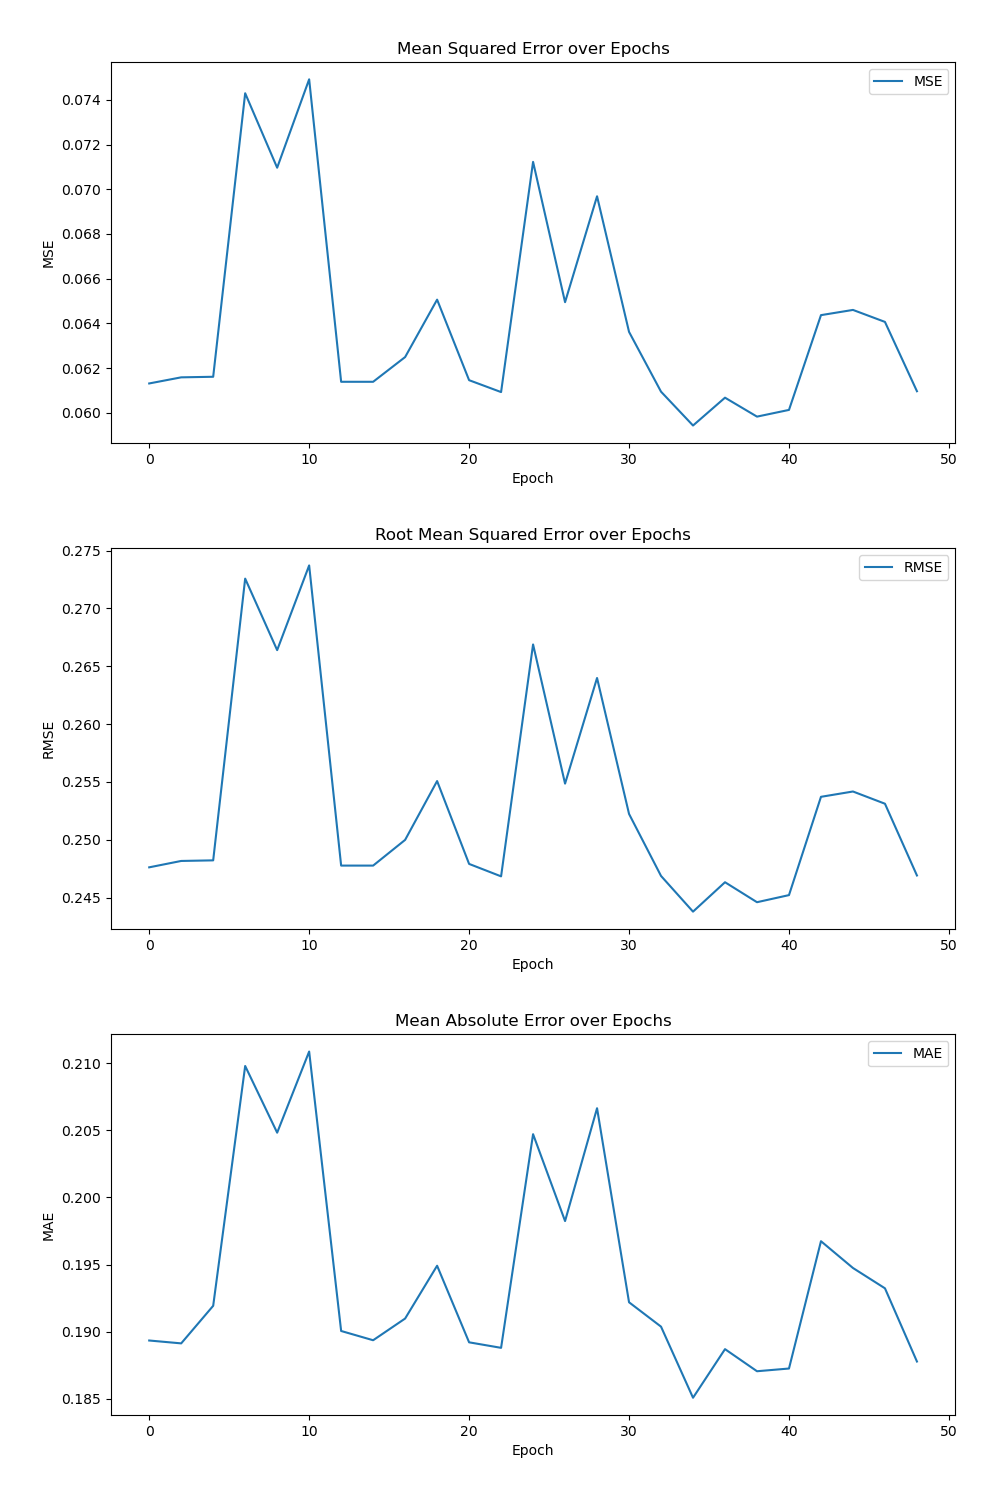 Mean Squared Error over Epochs
MSE
0.074
0.072
0.070
0.068
0.066
0.064
0.062
0.060
MSE
0 10 20 30 40 50
Epoch
Root Mean Squared Error over Epochs
RMSE
0.275
0.270
0.265
0.260
0.255
0.250
0.245
RMSE
0 10 20 30 40 50
Epoch
Mean Absolute Error over Epochs
MAE
0.210
0.205
0.200
0.195
0.190
0.185
MAE
0 10 20 30 40 50
Epoch